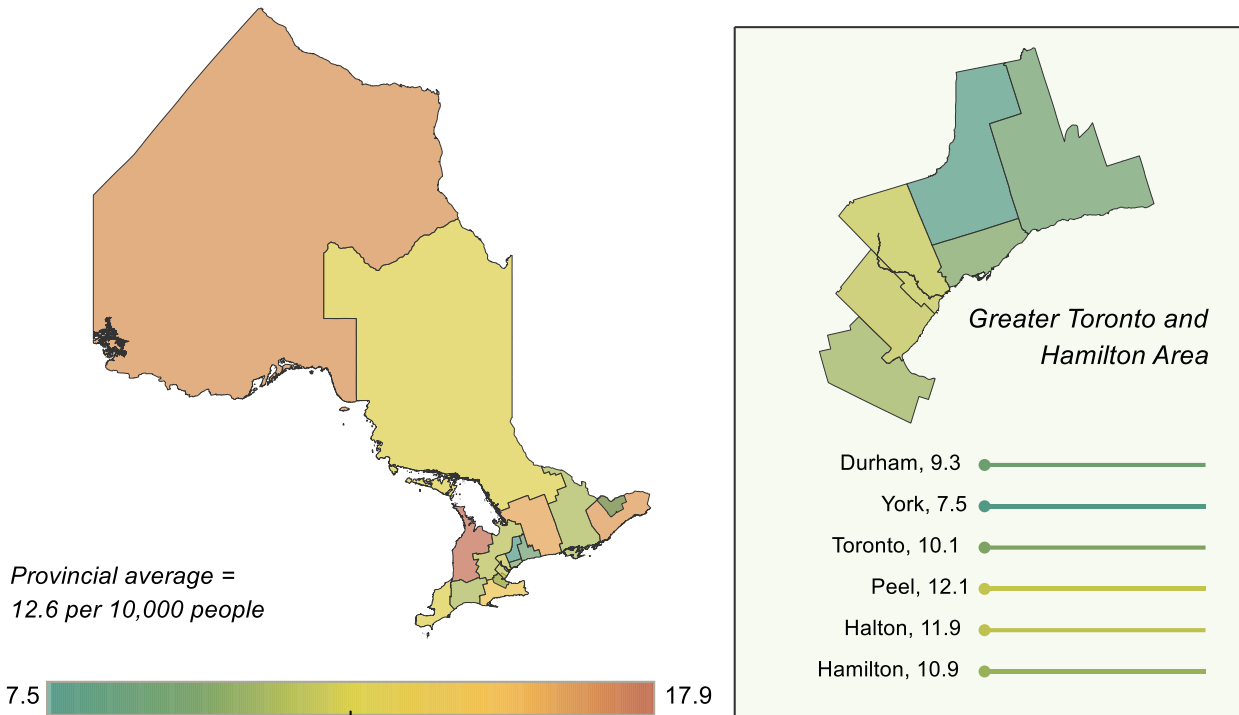 Greater Toronto and
Hamilton Area
Durham, 9.3
York, 7.5
Toronto, 10.1
Peel, 12.1
Halton, 11.9
Hamilton, 10.9
Provincial average =
12.6 per 10,000 people
7.5
17.9